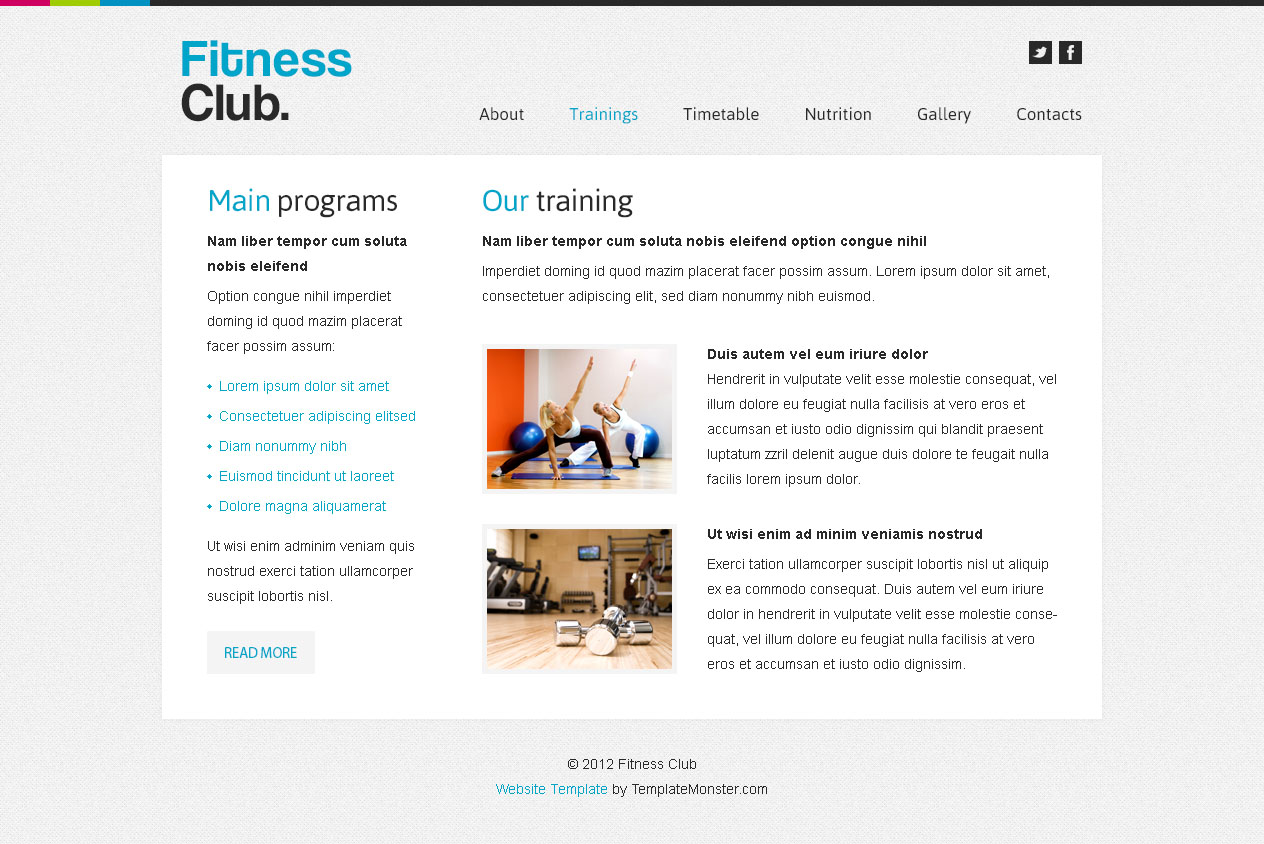 Fitness
Club.
About Trainings Timetable Nutrition Gallery Contacts
Main programs
Nam liber tempor cum soluta
nobis eleifend
Option congue nihil imperdiet
doming id quod mazim placerat
facer possim assum:
Lorem ipsum dolor sit amet
Consectetuer adipiscing elitsed
Diam nonummy nibh
Euismod tincidunt ut laoreet
Dolore magna aliquamerat
Ut wisi enim adminim veniam quis
nostrud exerci tation ullamcorper
suscipit lobortis nisl.
READ MORE
Our training
Nam liber tempor cum soluta nobis eleifend option congue nihil
Imperdiet doming id quod mazim placerat facer possim assum. Lorem ipsum dolor sit amet,
consectetuer adipiscing elit, sed diam nonummy nibh euismod.
Duis autem vel eum iriure dolor
Hendrerit in vulputate velit esse molestie consequat, vel
illum dolore eu feugiat nulla facilisis at vero eros et
accumsan et iusto odio dignissim qui blandit praesent
luptatum zzril delenit augue duis dolore te feugait nulla
facilis lorem ipsum dolor.
Ut wisi enim ad minim veniamis nostrud
Exerci tation ullamcorper suscipit lobortis nisl ut aliquip
ex ea commodo consequat. Duis autem vel eum iriure
dolor in hendrerit in vulputate velit esse molestie conse-
quat, vel illum dolore eu feugiat nulla facilisis at vero
eros et accumsan et iusto odio dignissim.
© 2012 Fitness Club
Website Template by TemplateMonster.com